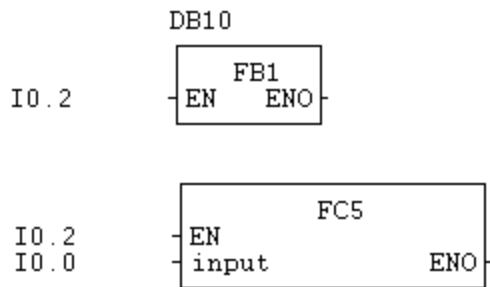 DB10
FB1
I0.2 EN ENO
FC5
I0.2 EN
I0.0 input ENO